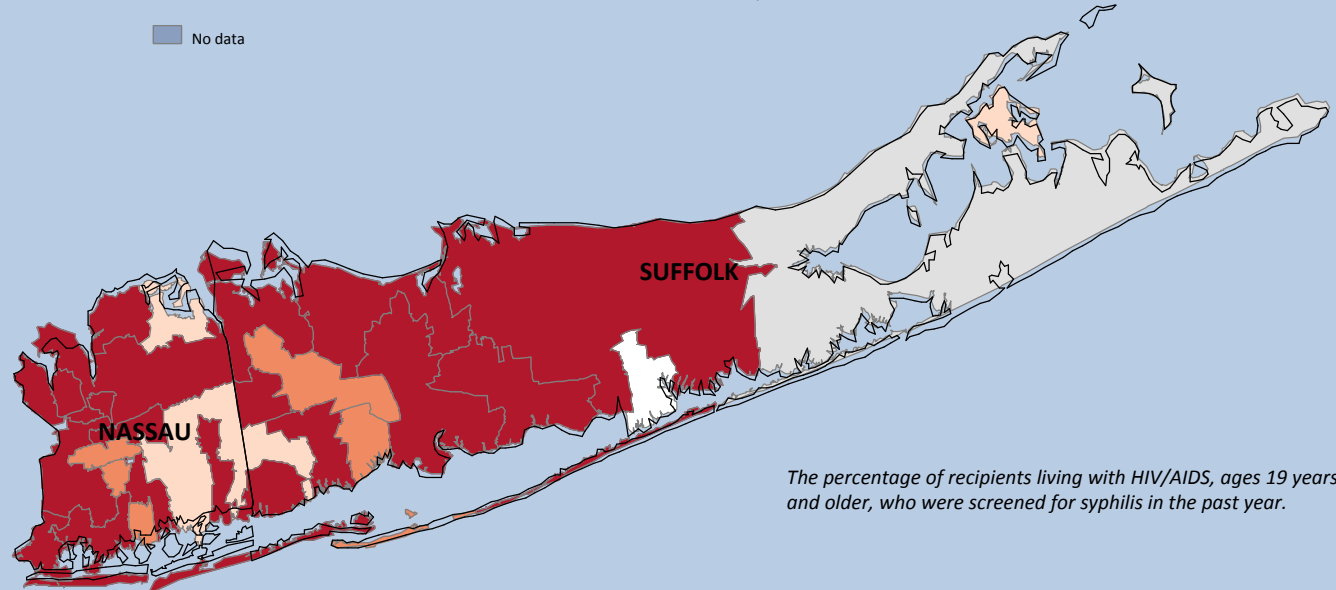 No data
SUFFOLK
NASSAU
The percentage of recipients living with HIV/AIDS, ages 19 years
and older, who were screened for syphilis in the past year.